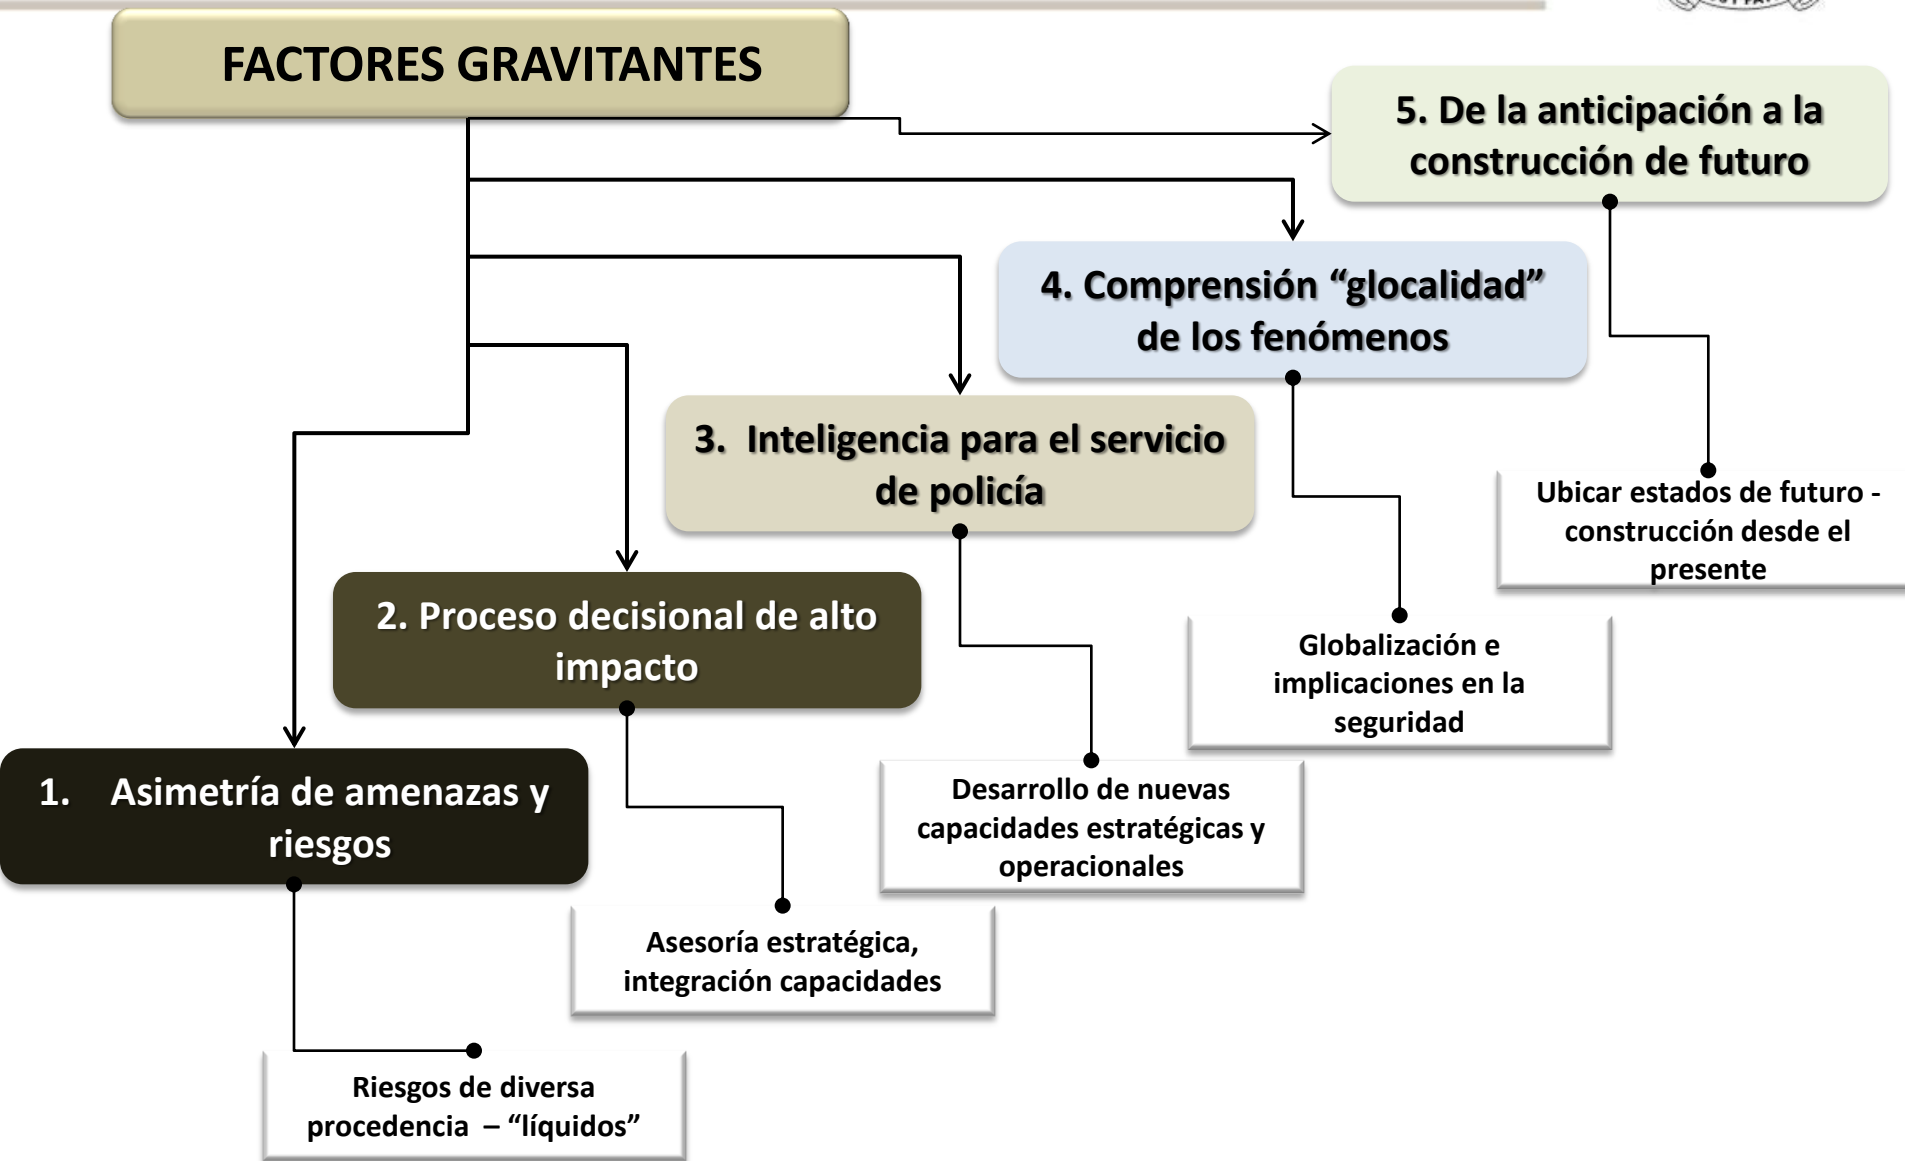 FACTORES GRAVITANTES
5. De la anticipación a la
construcción de futuro
4. Comprensión “glocalidad”
de los fenómenos
3. Inteligencia para el servicio
de policía
Ubicar estados de futuro -
construcción desde el
presente
2. Proceso decisional de alto
impacto
Globalización e
implicaciones en la
seguridad
1. Asimetría de amenazas y
riesgos
Desarrollo de nuevas
capacidades estratégicas y
operacionales
Asesoría estratégica,
integración capacidades
Riesgos de diversa
procedencia – “líquidos”